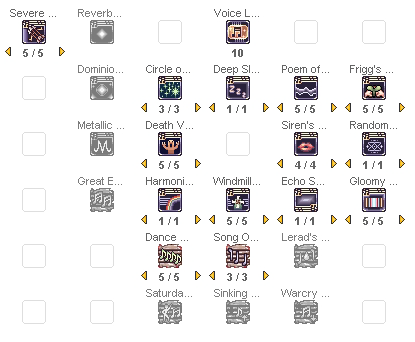 Severe ... Reverb... Voice L...
5 / 5 10
Dominio... Circle o... Deep Sl... Poem of... Frigg's ...
3 / 3 1 / 1 5 / 5 5 / 5
Metallic ... Death V... Siren's ... Random...
5 / 5 4 / 4 1 / 1
Great E... Harmoni... Windmill... Echo S... Gloomy ...
1 / 1 5 / 5 1 / 1 5 / 5
Dance ... Song O... Lerad's ...
5 / 5 3 / 3
Saturda... Sinking ... Warcry ...